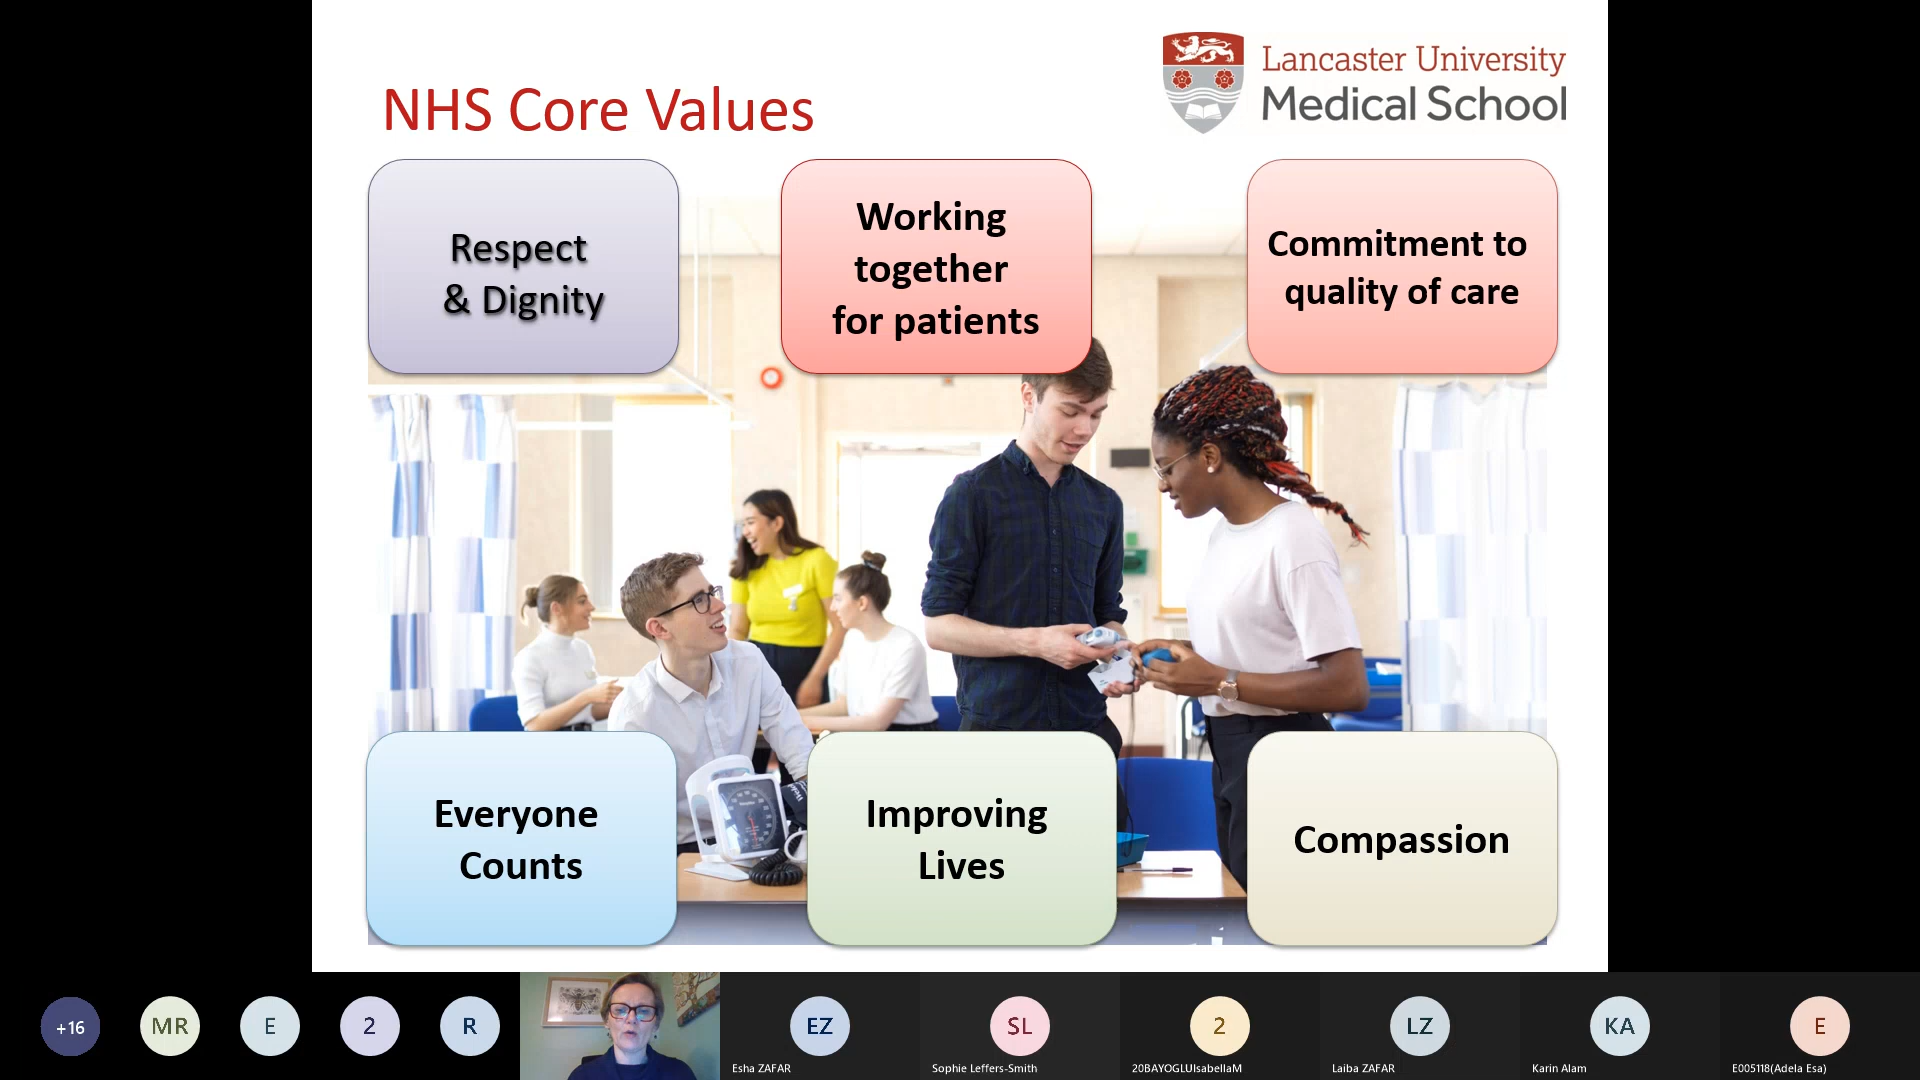 NHS Core Values
Lancaster University
Medical School
Respect
& Dignity
Working
together
for patients
Commitment to
quality of care
Everyone
Counts
Improving
Lives
Compassion
+16
MR
E
2
R
EZ
Esha ZAFAR
SL
Sophie Leffers-Smith
2
20BAYOGLUIsabellaM
LZ
Laiba ZAFAR
KA
Karin Alam
E
E005118(Adela Esa)